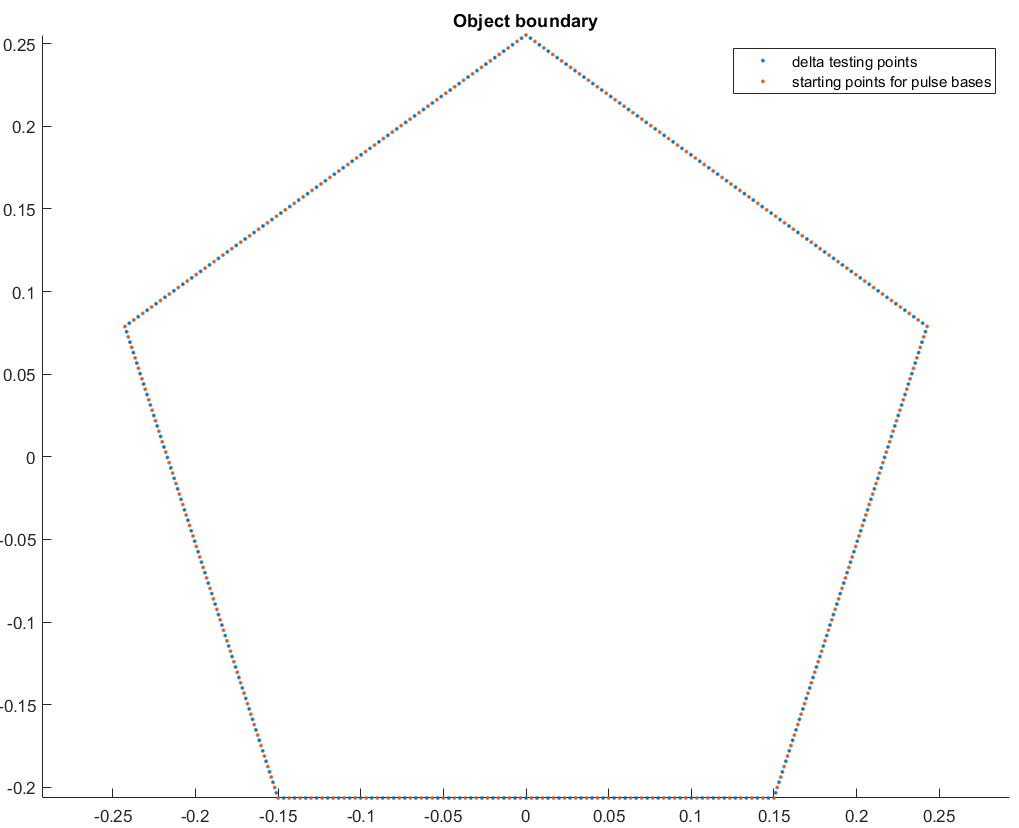 Object boundary
delta testing points
starting points for pulse bases
0.25
0.2
0.15
0.1
0.05
0
-0.05
-0.1
-0.15
-0.2
-0.25 -0.2 -0.15 -0.1 -0.05 0 0.05 0.1 0.15 0.2 0.25